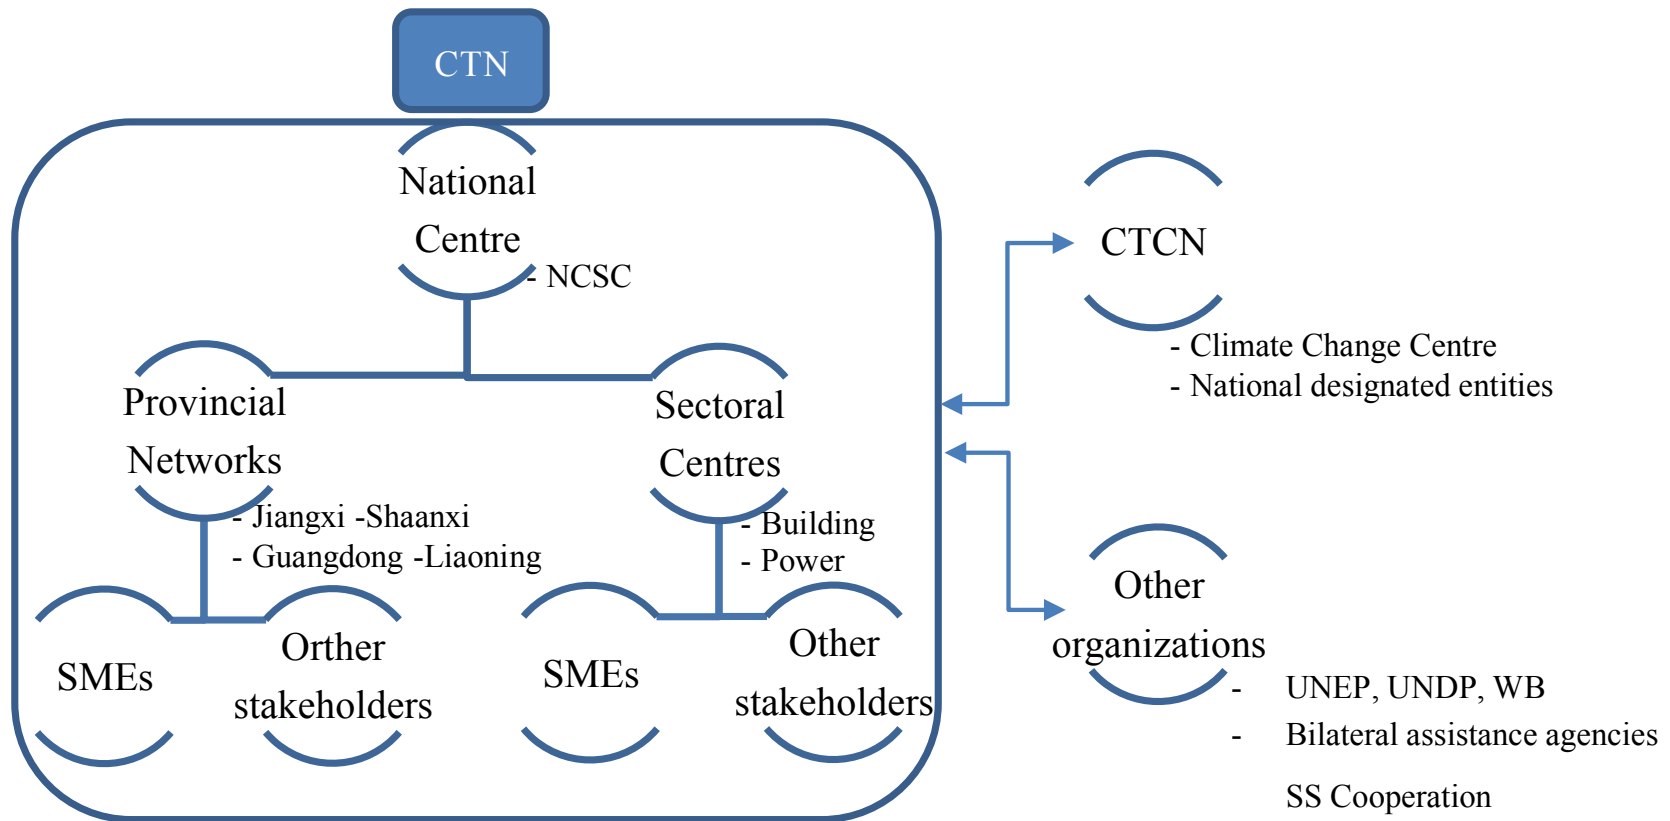 CTN
National
Centre
- NCSC
Provincial
Networks
- Jiangxi -Shaanxi
- Guangdong -Liaoning
Sectoral
Centres
- Building
- Power
SMEs
Orther
stakeholders
SMEs
Other
stakeholders
CTCN
- Climate Change Centre
- National designated entities
Other
organizations
- UNEP, UNDP, WB
- Bilateral assistance agencies
SS Cooperation